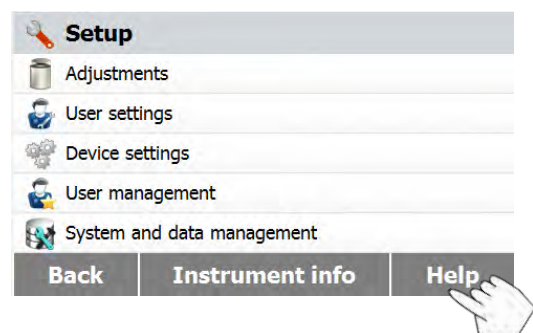 Setup
Adjustments
User settings
Device settings
User management
System and data management
Back Instrument info Help